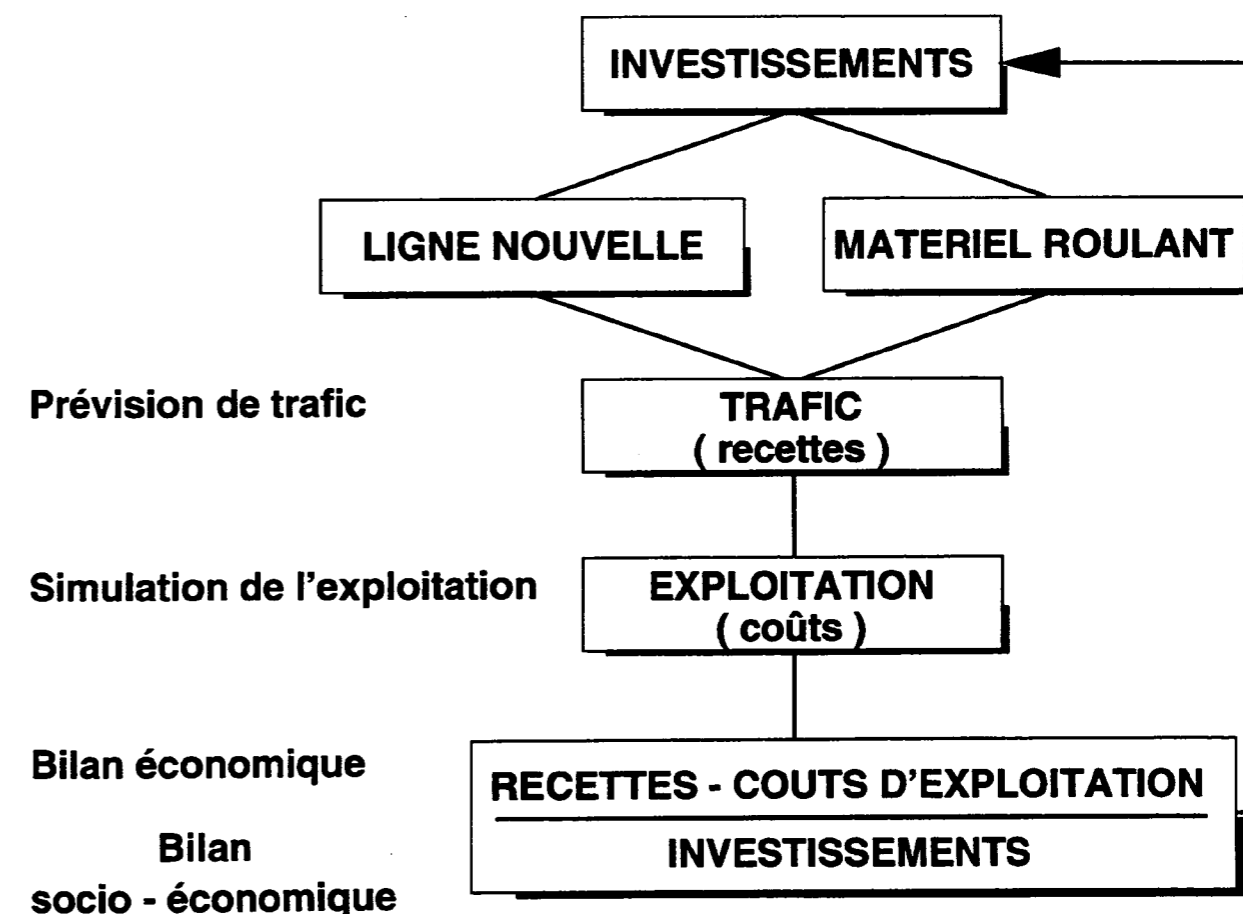 INVESTISSEMENTS
LIGNE NOUVELLE
MATERIEL ROULANT
Prévision de trafic
TRAFIC
( recettes )
Simulation de l'exploitation
EXPLOITATION
( coûts )
Bilan économique
RECETTES - COUTS D'EXPLOITATION
INVESTISSEMENTS
Bilan
socio - économique